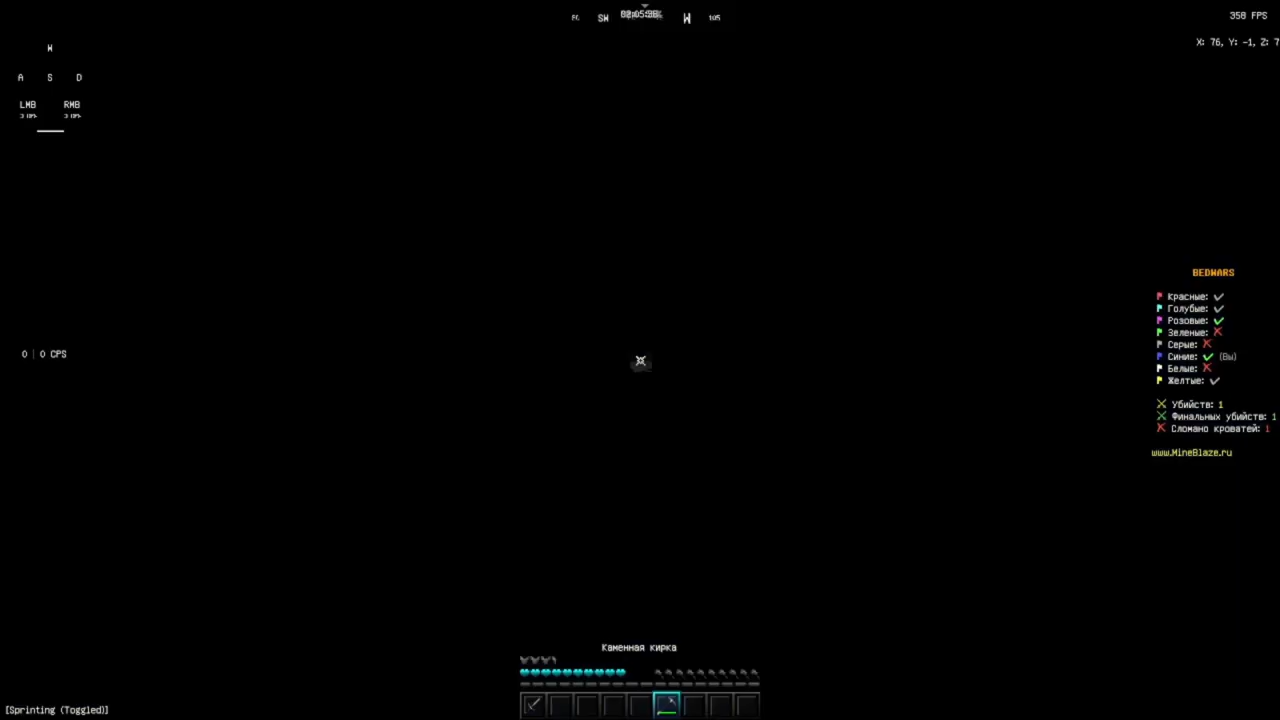 SW
W
105
358 FPS
X: 76, Y: -1, Z: 7
W
A S D
LMB RMB
0 | 0 CPS
BEDWARS
Красные: ✓
Голубые: ✓
Розовые: ✓
Зеленые: ✗
Серые: ✗
Синие: ✓ (Вы)
Белые: ✗
Желтые: ✓
Убийств: 1
Финальных убийств: 1
Сломано кроватей: 1
www.MineBlaze.ru
Каменная кирка
[Sprinting (Toggled)]